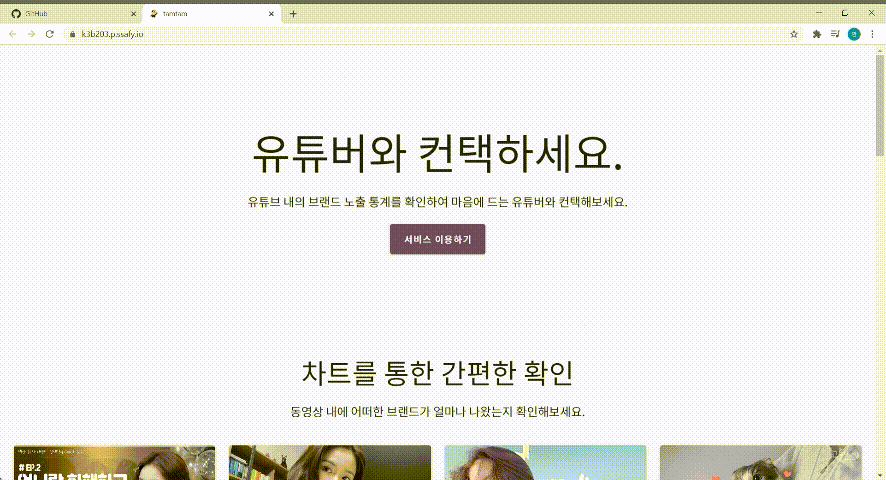 GitHub
tamtam
k3b203.p.ssafy.io
유튜버와 컨택하세요.
유튜브 내의 브랜드 노출 통계를 확인하여 마음에 드는 유튜버와 컨택해보세요.
서비스 이용하기
차트를 통한 간편한 확인
동영상 내에 어떠한 브랜드가 얼마나 나왔는지 확인해보세요.
#EP.2